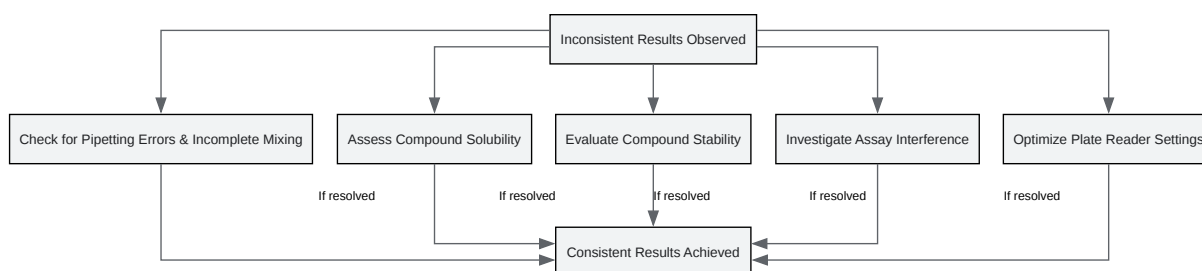 Inconsistent Results Observed
Check for Pipetting Errors & Incomplete Mixing
Assess Compound Solubility
Evaluate Compound Stability
Investigate Assay Interference
Optimize Plate Reader Settings
If resolved
If resolved
If resolved
If resolved
If resolved
Consistent Results Achieved